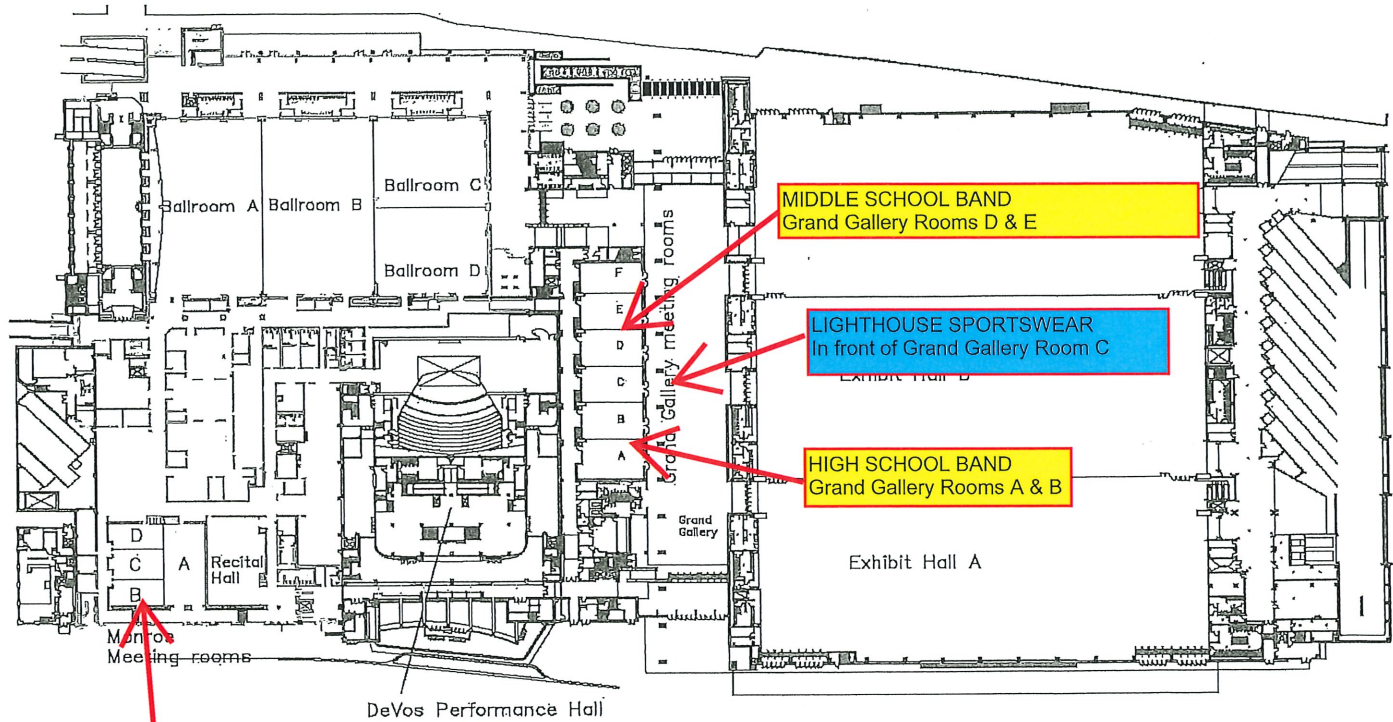 Ballroom A
Ballroom B
Ballroom C
Ballroom D
MIDDLE SCHOOL BAND
Grand Gallery Rooms D & E
LIGHTHOUSE SPORTSWEAR
In front of Grand Gallery Room C
HIGH SCHOOL BAND
Grand Gallery Rooms A & B
F
E
D
C
B
A
Grand Gallery meeting rooms
Grand
Gallery
Exhibit Hall B
Exhibit Hall A
D
C
B
A
Recital
Hall
Monroe
Meeting rooms
DeVos Performance Hall